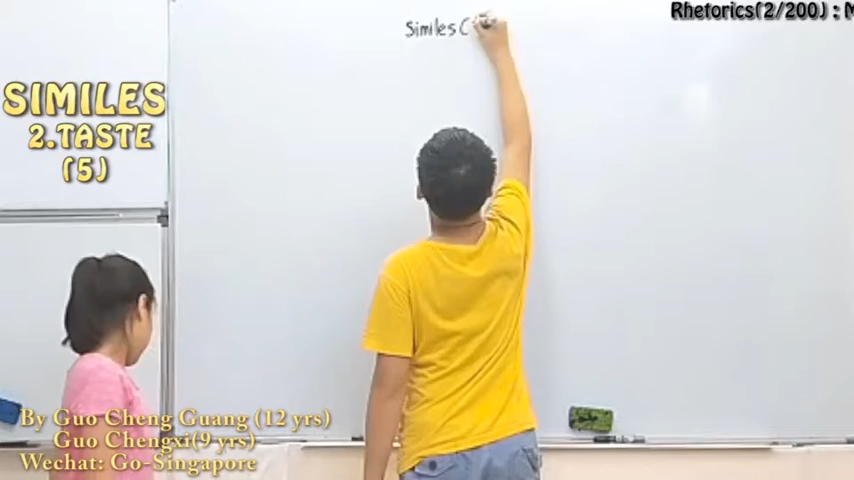 Rhetorics(2/200) : M
Similes (
SIMILES
2.TASTE
(5)
By Guo Cheng Guang (12 yrs)
Guo Chengxi(9 yrs)
Wechat: Go-Singapore